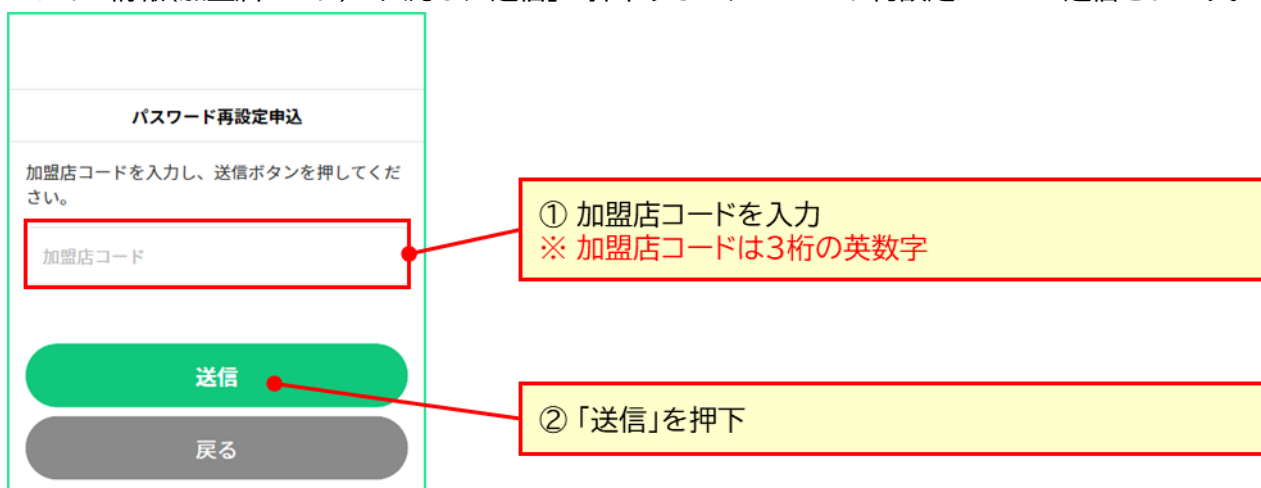 パスワード再設定申込
加盟店コードを入力し、送信ボタンを押してくだ
さい。
加盟店コード
① 加盟店コードを入力
※ 加盟店コードは3桁の英数字
送信
②「送信」を押下
戻る